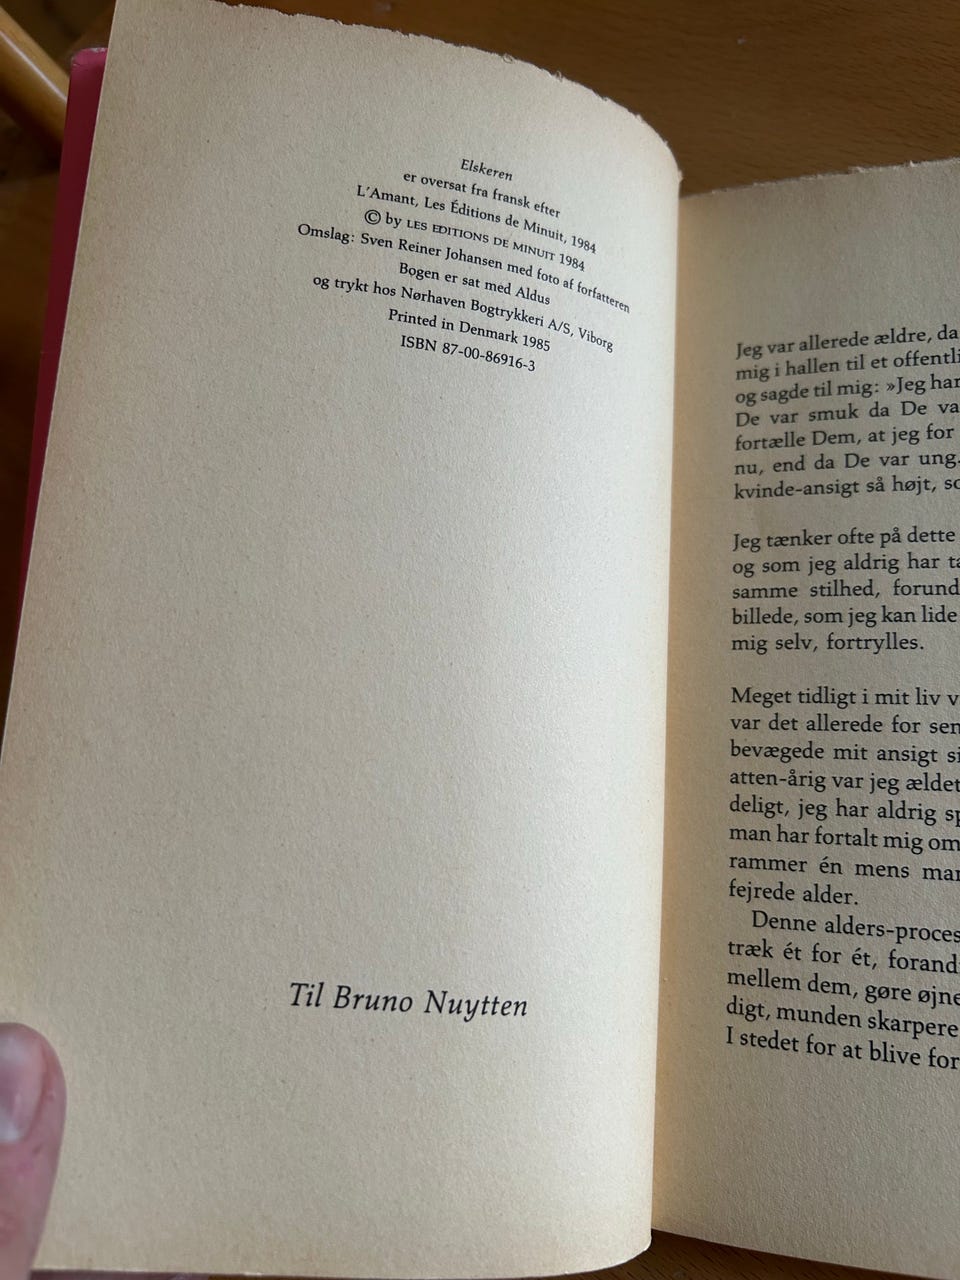 Elskeren
er oversat fra fransk efter
L'Amant, Les Éditions de Minuit, 1984
© by LES EDITIONS DE MINUIT 1984
Omslag: Sven Reiner Johansen med foto af forfatteren
Bogen er sat med Aldus
og trykt hos Nørhaven Bogtrykkeri A/S, Viborg
Printed in Denmark 1985
ISBN 87-00-86916-3
Til Bruno Nuytten
Jeg var allerede ældre, da
mig i hallen til et offentli
og sagde til mig: »Jeg har
De var smuk da De va
fortælle Dem, at jeg for
nu, end da De var ung.
kvinde-ansigt så højt, so
Jeg tænker ofte på dette
og som jeg aldrig har ta
samme stilhed, forund
billede, som jeg kan lide
mig selv, fortrylles.
Meget tidligt i mit liv v
var det allerede for sen
bevægede mit ansigt si
atten-årig var jeg ældet
deligt, jeg har aldrig sp
man har fortalt mig om
rammer én mens man
fejrede alder.
Denne alders-proces
træk ét for ét, forand
mellem dem, gøre øjne
digt, munden skarpere
I stedet for at blive for